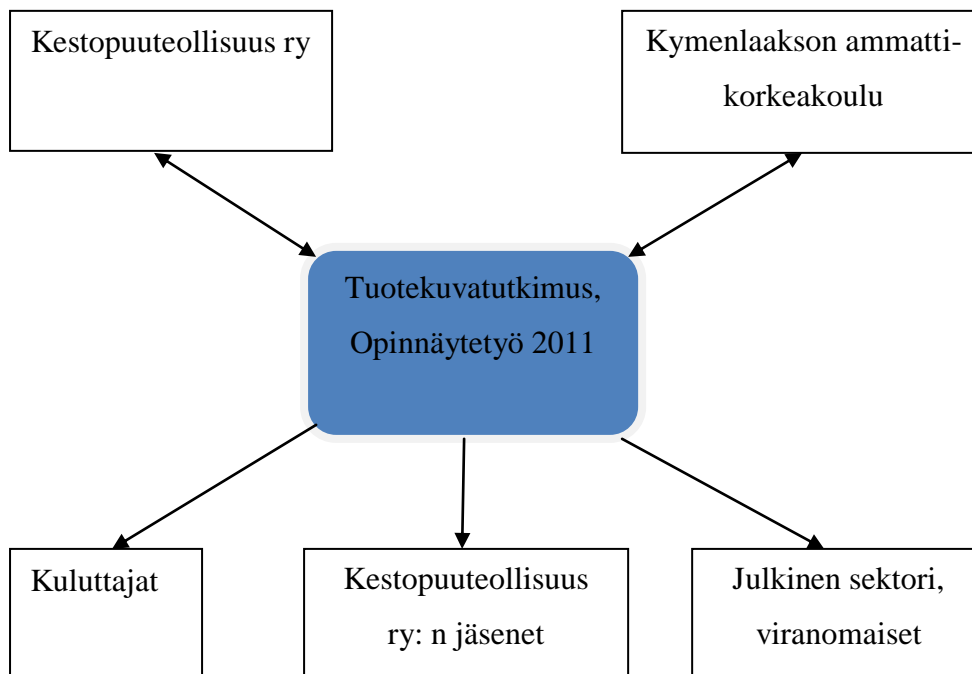 Kestopuuteollisuus ry
Kymenlaakson ammatti-
korkeakoulu
Tuotekuvatutkimus,
Opinnäytetyö 2011
Kuluttajat
Kestopuuteollisuus
ry: n jäsenet
Julkinen sektori,
viranomaiset